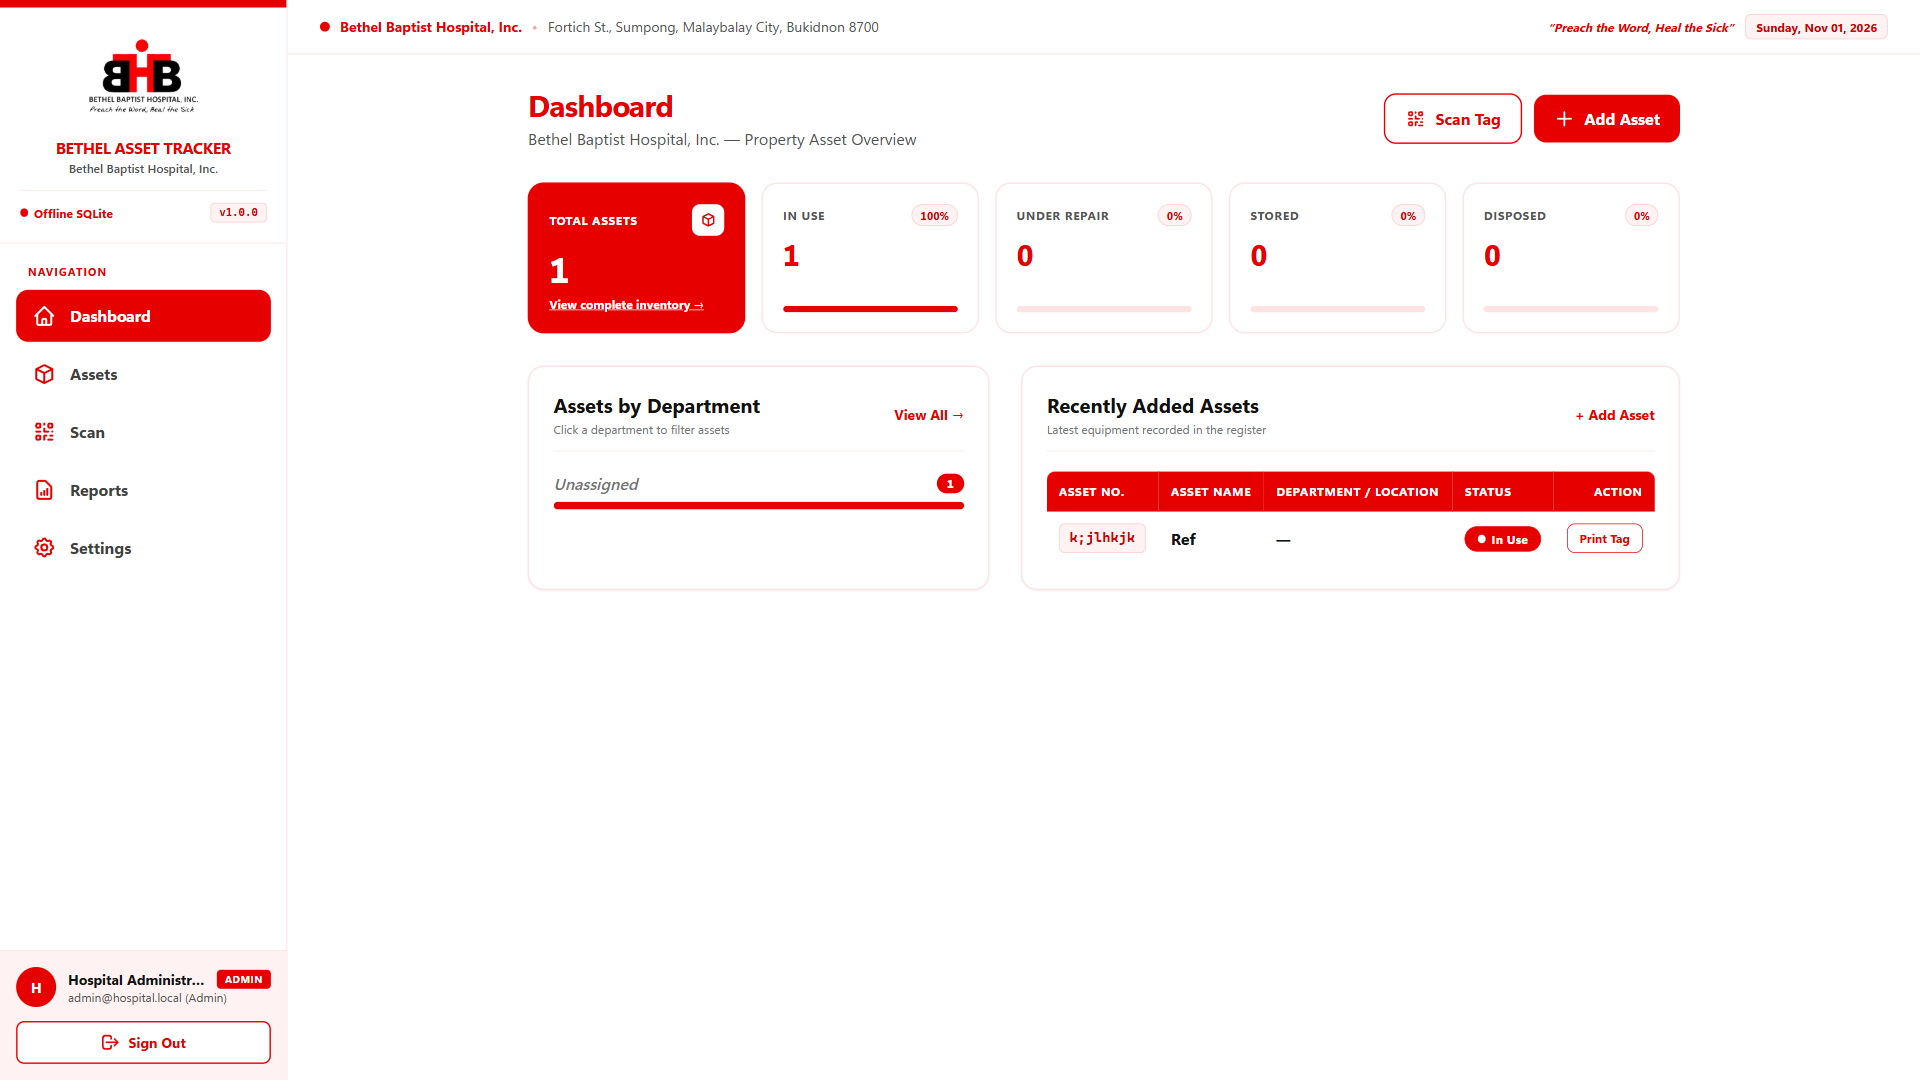 BHB
BETHEL BAPTIST HOSPITAL, INC.
Preach the Word, Heal the Sick
BETHEL ASSET TRACKER
Bethel Baptist Hospital, Inc.
Offline SQLite
v1.0.0
NAVIGATION
Dashboard
Assets
Scan
Reports
Settings
H
Hospital Administr...
ADMIN
admin@hospital.local (Admin)
Sign Out
Bethel Baptist Hospital, Inc. • Fortich St., Sumpong, Malaybalay City, Bukidnon 8700
“Preach the Word, Heal the Sick”
Sunday, Nov 01, 2026
Dashboard
Bethel Baptist Hospital, Inc. — Property Asset Overview
Scan Tag
+ Add Asset
TOTAL ASSETS
1
View complete inventory →
IN USE
100%
1
UNDER REPAIR
0%
0
STORED
0%
0
DISPOSED
0%
0
Assets by Department
Click a department to filter assets
View All →
Unassigned
1
Recently Added Assets
Latest equipment recorded in the register
+ Add Asset
ASSET NO. ASSET NAME DEPARTMENT / LOCATION STATUS ACTION
k;jlhkjk Ref — In Use Print Tag